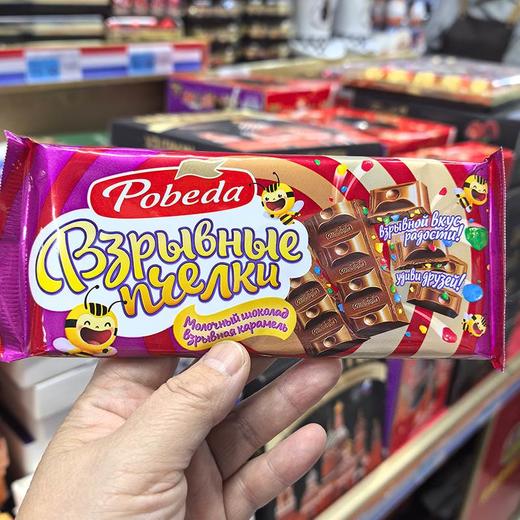 Pobeda
Взрывные
пчелки
Молочный шоколад
взрывная карамель
взрывной вкус
радости!
удиви друзей!